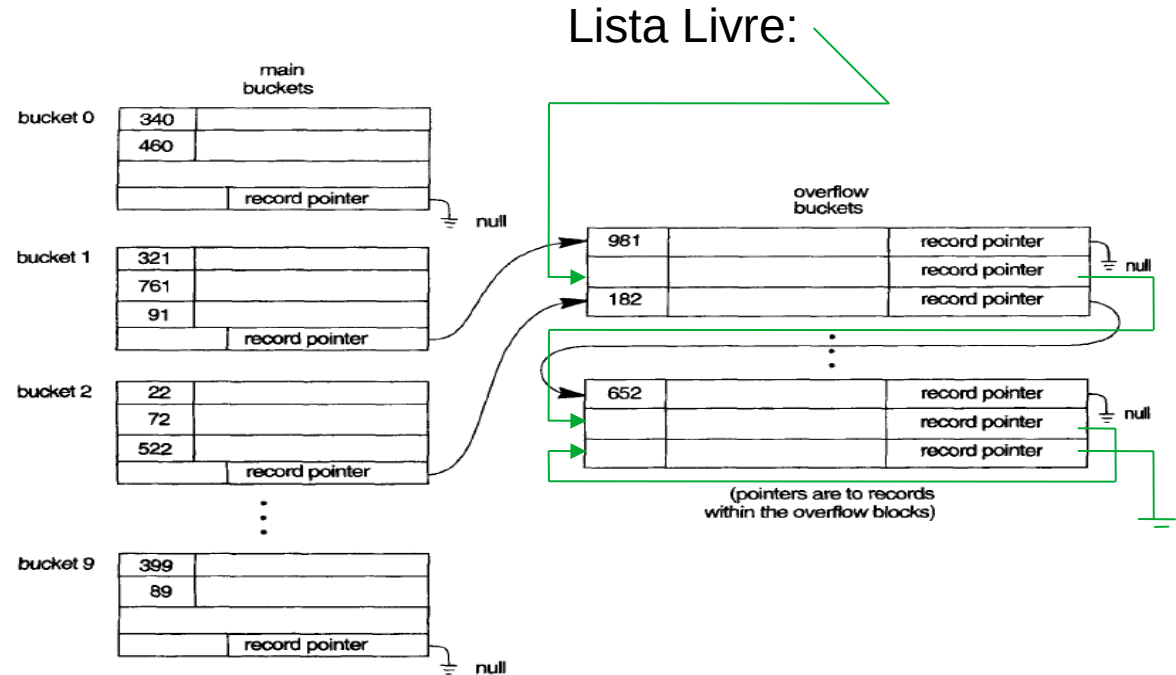 Lista Livre:
main
buckets
bucket 0
340
460
record pointer
null
bucket 1
321
761
91
record pointer
bucket 2
22
72
522
record pointer
bucket 9
399
89
record pointer
null
overflow
buckets
981
record pointer
null
record pointer
182
record pointer
652
record pointer
null
record pointer
record pointer
(pointers are to records
within the overflow blocks)